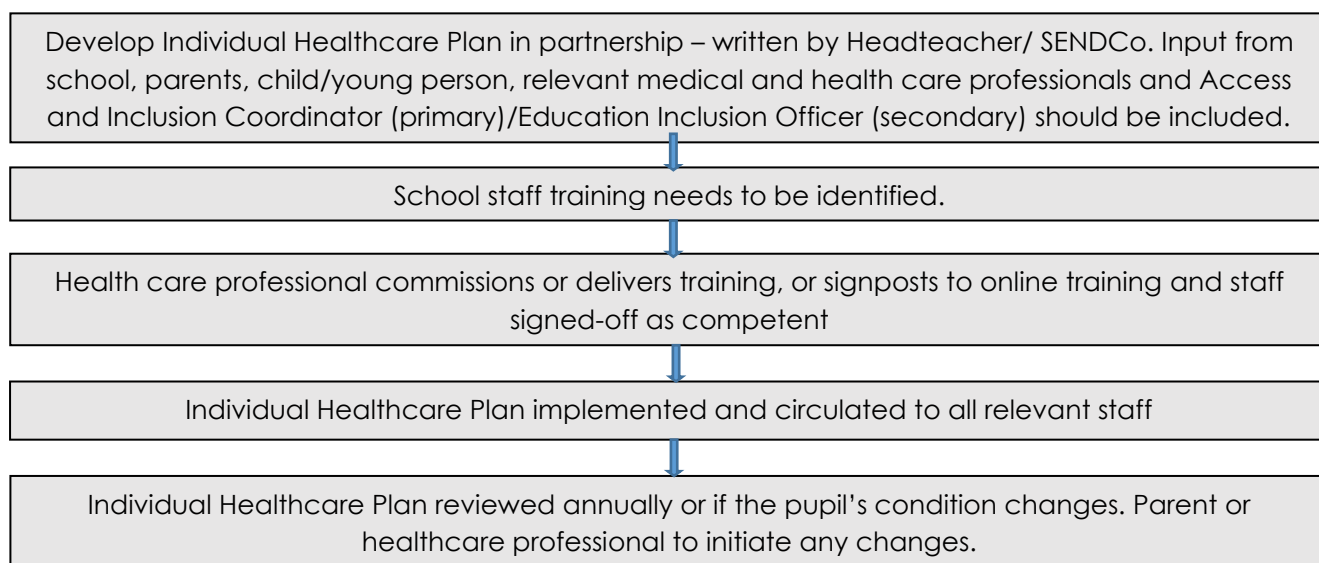 Develop Individual Healthcare Plan in partnership – written by Headteacher/ SENDCo. Input from
school, parents, child/young person, relevant medical and health care professionals and Access
and Inclusion Coordinator (primary)/Education Inclusion Officer (secondary) should be included.
School staff training needs to be identified.
Health care professional commissions or delivers training, or signposts to online training and staff
signed-off as competent
Individual Healthcare Plan implemented and circulated to all relevant staff
Individual Healthcare Plan reviewed annually or if the pupil’s condition changes. Parent or
healthcare professional to initiate any changes.